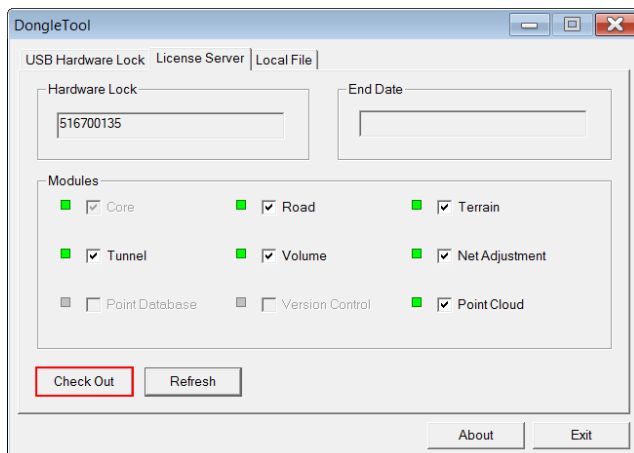 DongleTool
USB Hardware Lock License Server Local File
Hardware Lock End Date
516700135
Modules
Core Road Terrain
Tunnel Volume Net Adjustment
Point Database Version Control Point Cloud
Check Out Refresh
About Exit